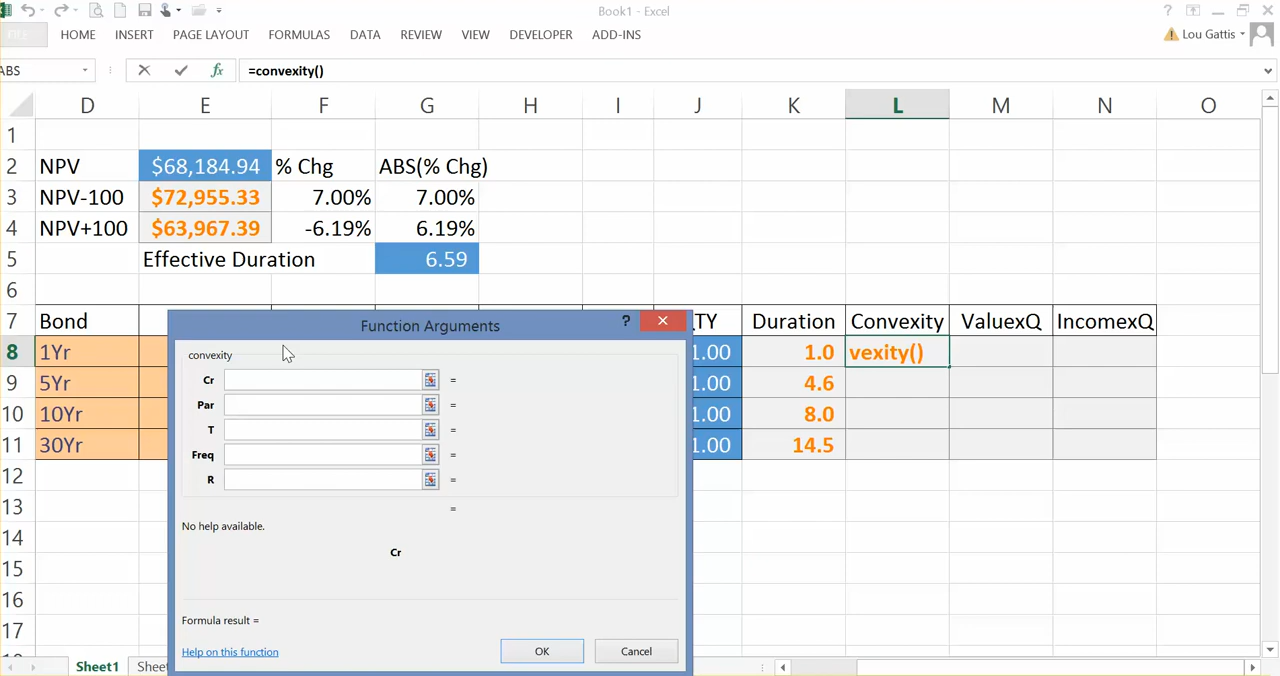 Book1 - Excel
?
FILE HOME INSERT PAGE LAYOUT FORMULAS DATA REVIEW VIEW DEVELOPER ADD-INS Lou Gattis
ABS fx =convexity()
D E F G H I J K L M N O
1
2 NPV $68,184.94 % Chg ABS(% Chg)
3 NPV-100 $72,955.33 7.00% 7.00%
4 NPV+100 $63,967.39 -6.19% 6.19%
5 Effective Duration 6.59
6
7 Bond TY Duration Convexity ValuexQ IncomexQ
8 1Yr 1.00 1.0 vexity()
9 5Yr 1.00 4.6
10 10Yr 1.00 8.0
11 30Yr 1.00 14.5
12
13
14
15
16
17
Function Arguments ?
convexity
Cr =
Par =
T =
Freq =
R =
=
No help available.
Cr
Formula result =
Help on this function OK Cancel
Sheet1 Sheet